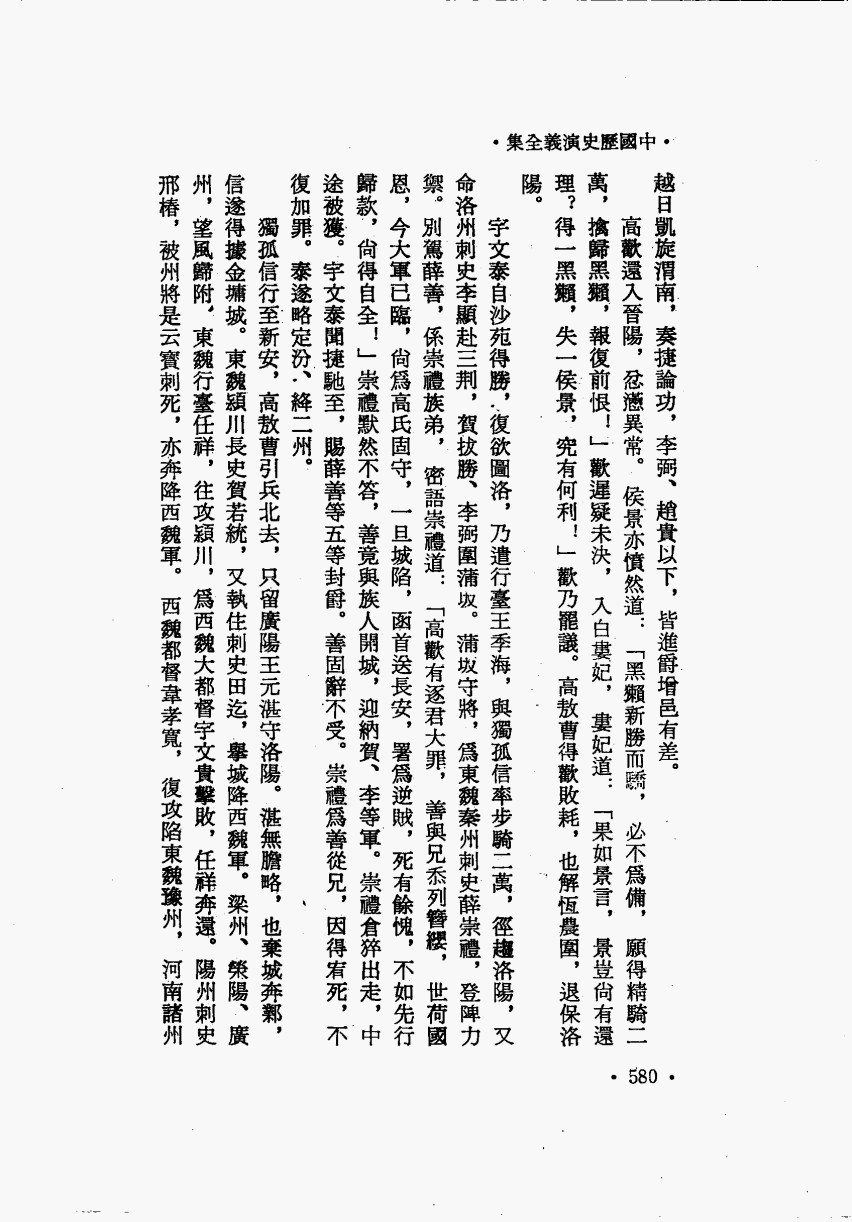 •中國歷史演義全集•
越日凱旋渭南，奏捷論功，李弼、趙貴以下，皆進爵增邑有差。
高歡還入晉陽，忿懣異常。侯景亦憤然道：「黑獺新勝而驕，必不爲備，願得精騎二
萬，擒歸黑獺，報復前恨！」歡遲疑未決，入白婁妃，婁妃道：「果如景言，景豈尚有還
理？得一黑獺，失一侯景，究有何利！」歡乃罷議。高敖曹得歡敗耗，也解恆農圍，退保洛
陽。
宇文泰自沙苑得勝，復欲圖洛，乃遣行臺王季海，與獨孤信率步騎二萬，徑趨洛陽，又
命洛州刺史李顯赴三荆，賀拔勝、李弼圍蒲坂。蒲坂守將，爲東魏秦州刺史薛崇禮，登陴力
禦。別駕薛善，係崇禮族弟，密語崇禮道：「高歡有逐君大罪，善與兄忝列簪纓，世荷國
恩，今大軍已臨，尚爲高氏固守，一旦城陷，函首送長安，署爲逆賊，死有餘愧，不如先行
歸款，尚得自全！」崇禮默然不答，善竟與族人開城，迎納賀、李等軍。崇禮倉猝出走，中
途被獲。宇文泰聞捷馳至，賜薛善等五等封爵。善固辭不受。崇禮爲善從兄，因得宥死，不
復加罪。泰遂略定汾、絳二州。
獨孤信行至新安，高敖曹引兵北去，只留廣陽王元湛守洛陽。湛無膽略，也棄城奔鄴，
信遂得據金墉城。東魏潁川長史賀若統，又執住刺史田迄，舉城降西魏軍。梁州、滎陽、廣
州，望風歸附。東魏行臺任祥，往攻潁川，爲西魏大都督宇文貴擊敗，任祥奔還。陽州刺史
邢椿，被州將是云寶刺死，亦奔降西魏軍。西魏都督韋孝寬，復攻陷東魏豫州，河南諸州
•580•